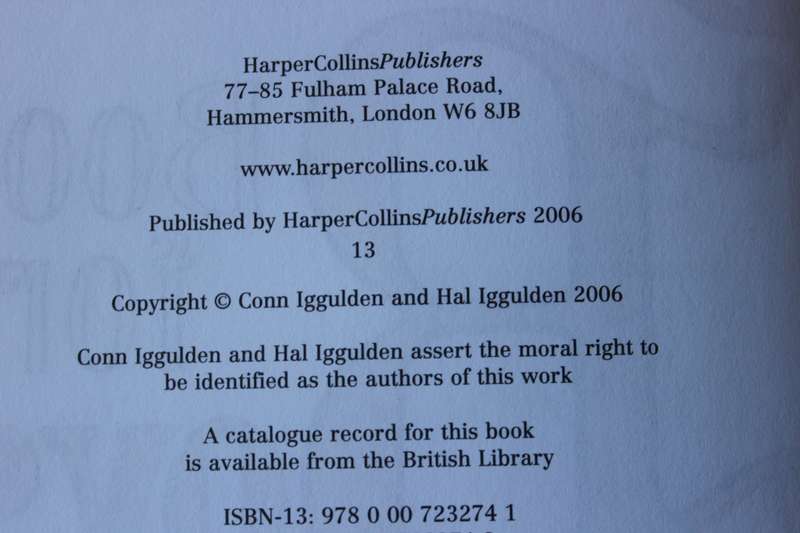 HarperCollinsPublishers
77–85 Fulham Palace Road,
Hammersmith, London W6 8JB
www.harpercollins.co.uk
Published by HarperCollinsPublishers 2006
13
Copyright © Conn Iggulden and Hal Iggulden 2006
Conn Iggulden and Hal Iggulden assert the moral right to
be identified as the authors of this work
A catalogue record for this book
is available from the British Library
ISBN-13: 978 0 00 723274 1